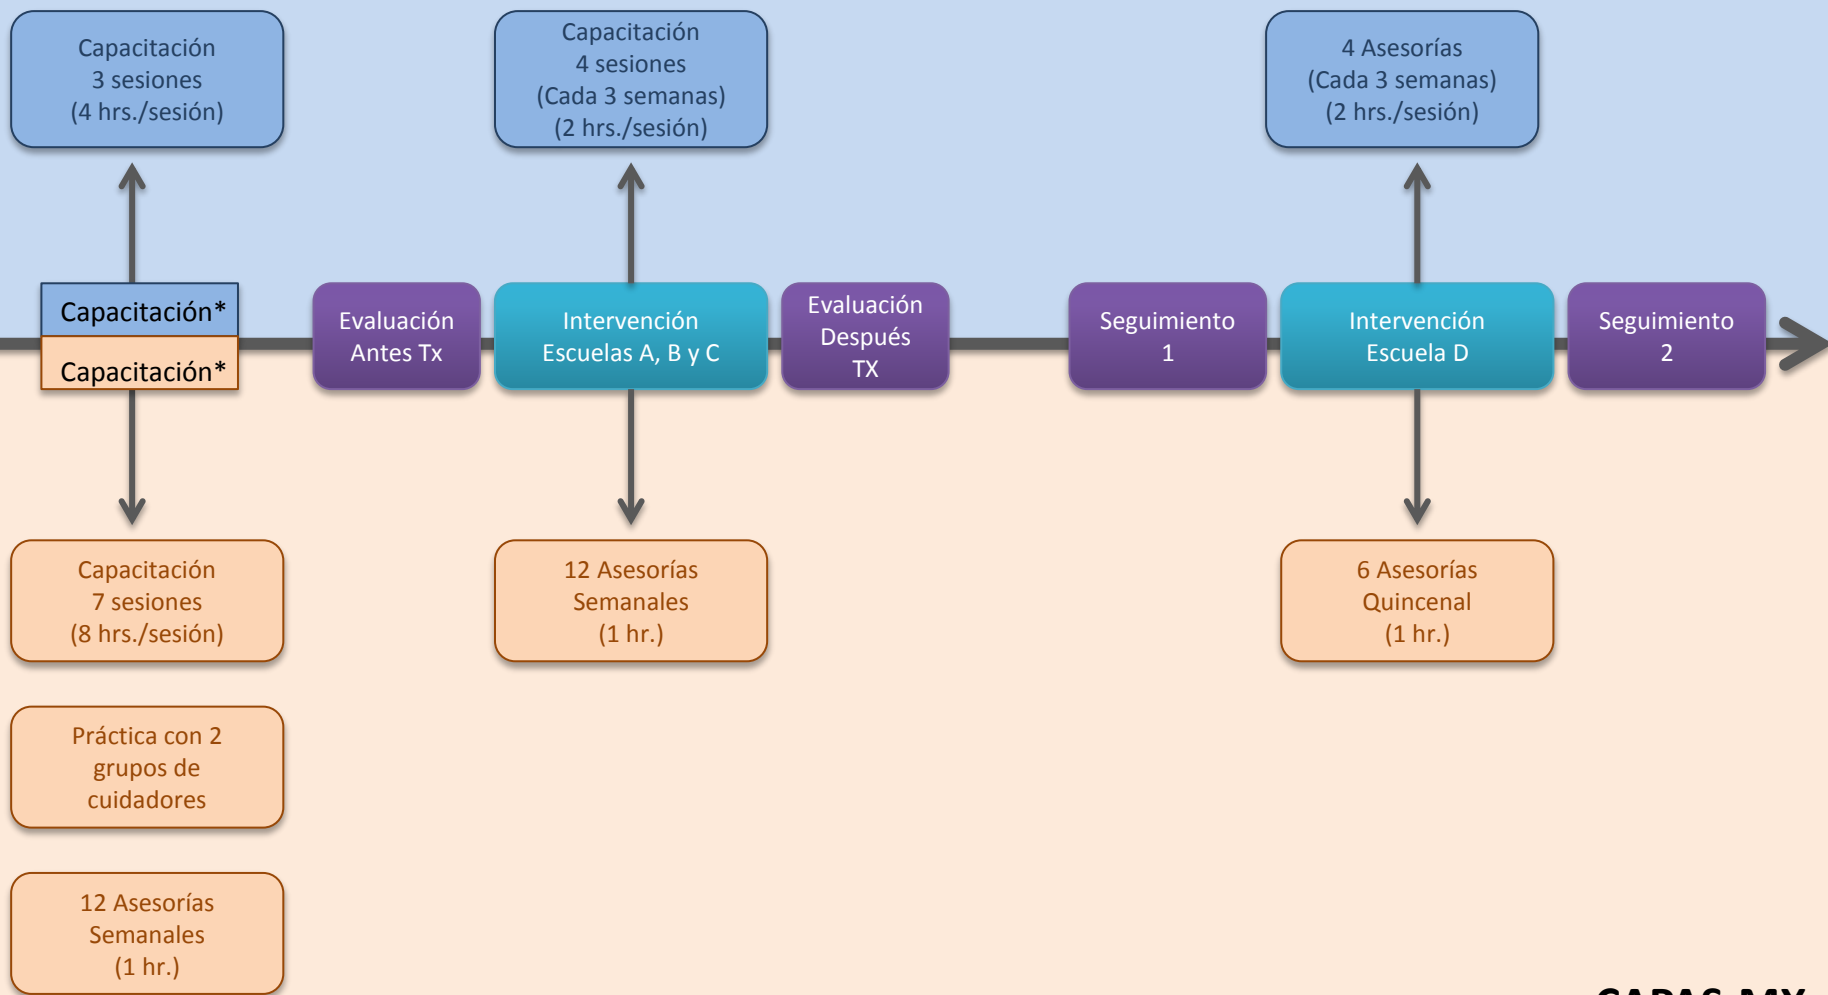 Capacitación
3 sesiones
(4 hrs./sesión)
Capacitación
4 sesiones
(Cada 3 semanas)
(2 hrs./sesión)
4 Asesorías
(Cada 3 semanas)
(2 hrs./sesión)
Capacitación*
Capacitación*
Evaluación
Antes Tx
Intervención
Escuelas A, B y C
Evaluación
Después
TX
Seguimiento
1
Intervención
Escuela D
Seguimiento
2
Capacitación
7 sesiones
(8 hrs./sesión)
12 Asesorías
Semanales
(1 hr.)
6 Asesorías
Quincenal
(1 hr.)
Práctica con 2
grupos de
cuidadores
12 Asesorías
Semanales
(1 hr.)
CAPAS-MX